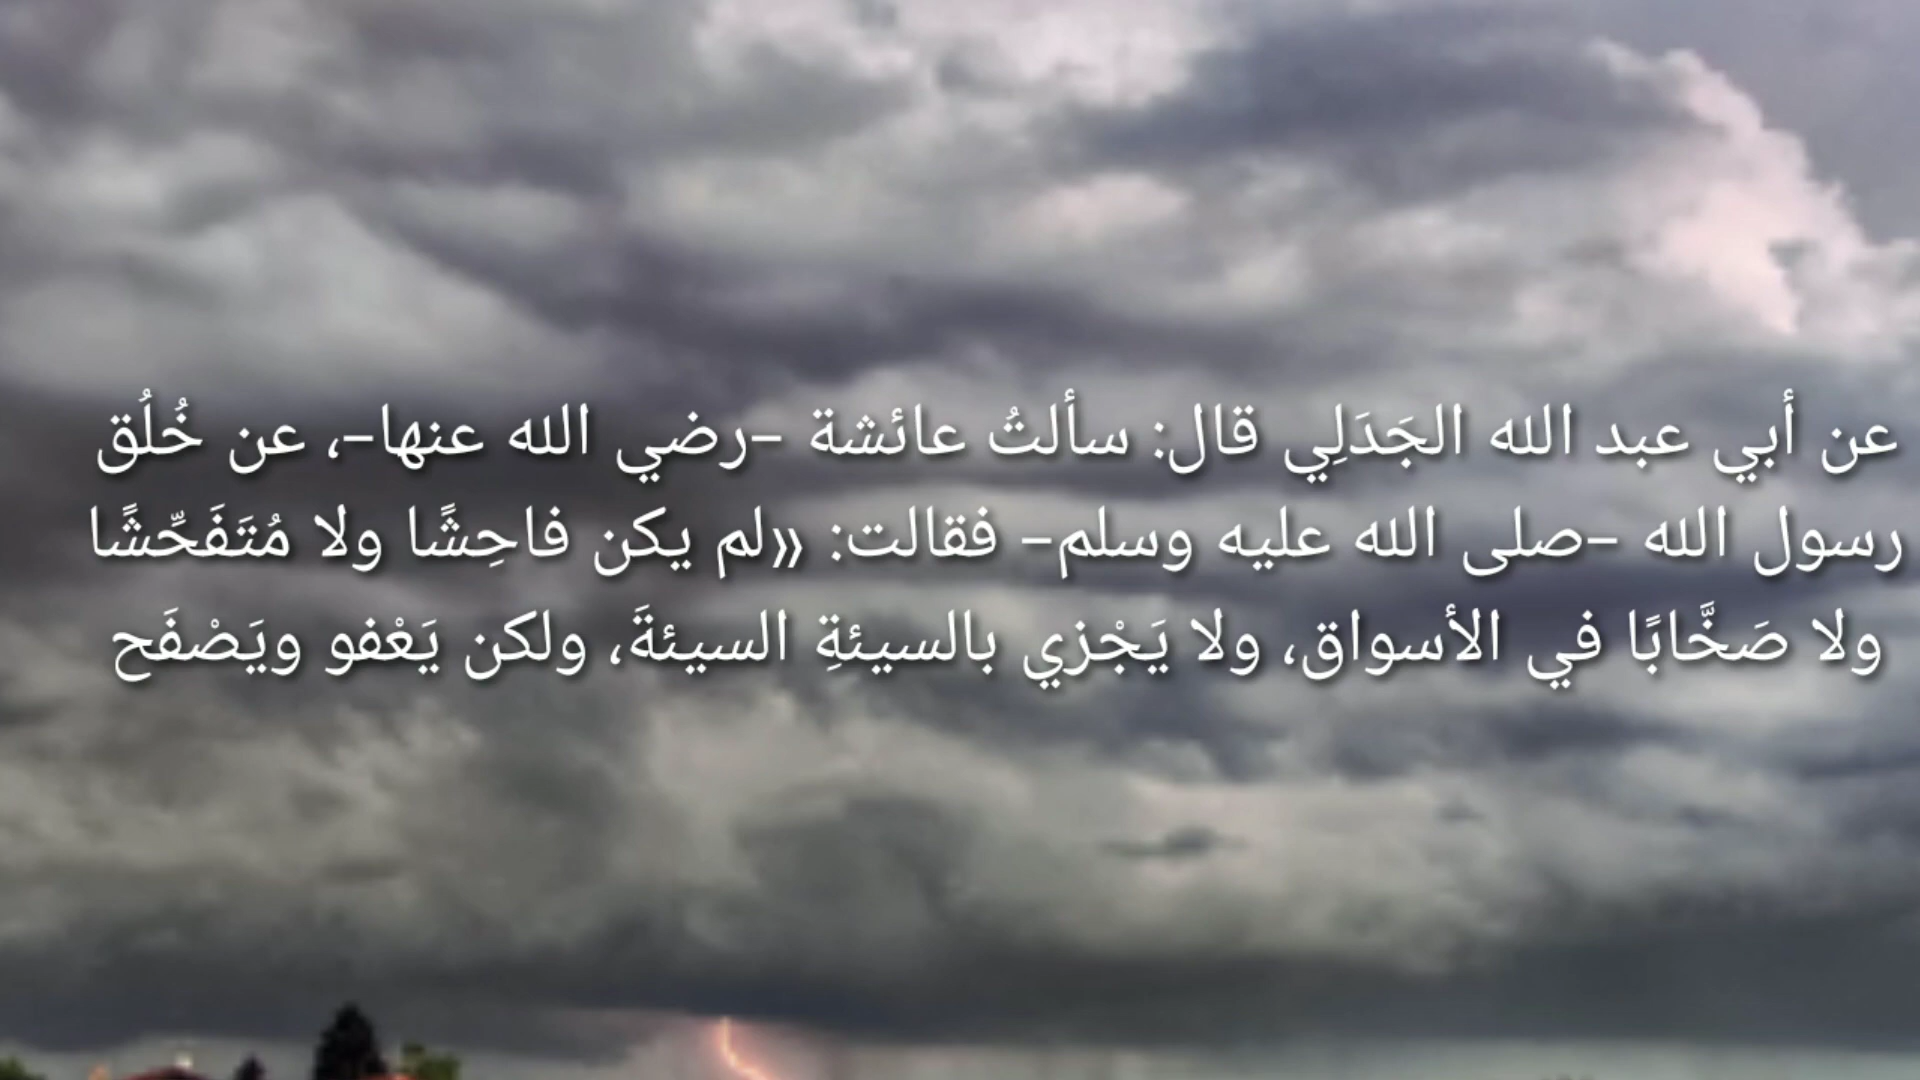 عن أبي عبد الله الجَدَلِي قال: سألتُ عائشة -رضي الله عنها-، عن خُلُق
رسول الله -صلى الله عليه وسلم- فقالت: «لم يكن فاحِشًا ولا مُتَفَحِّشًا
ولا صَخَّابًا في الأسواق، ولا يَجْزي بالسيئةِ السيئةَ، ولكن يَعْفو ويَصْفَح